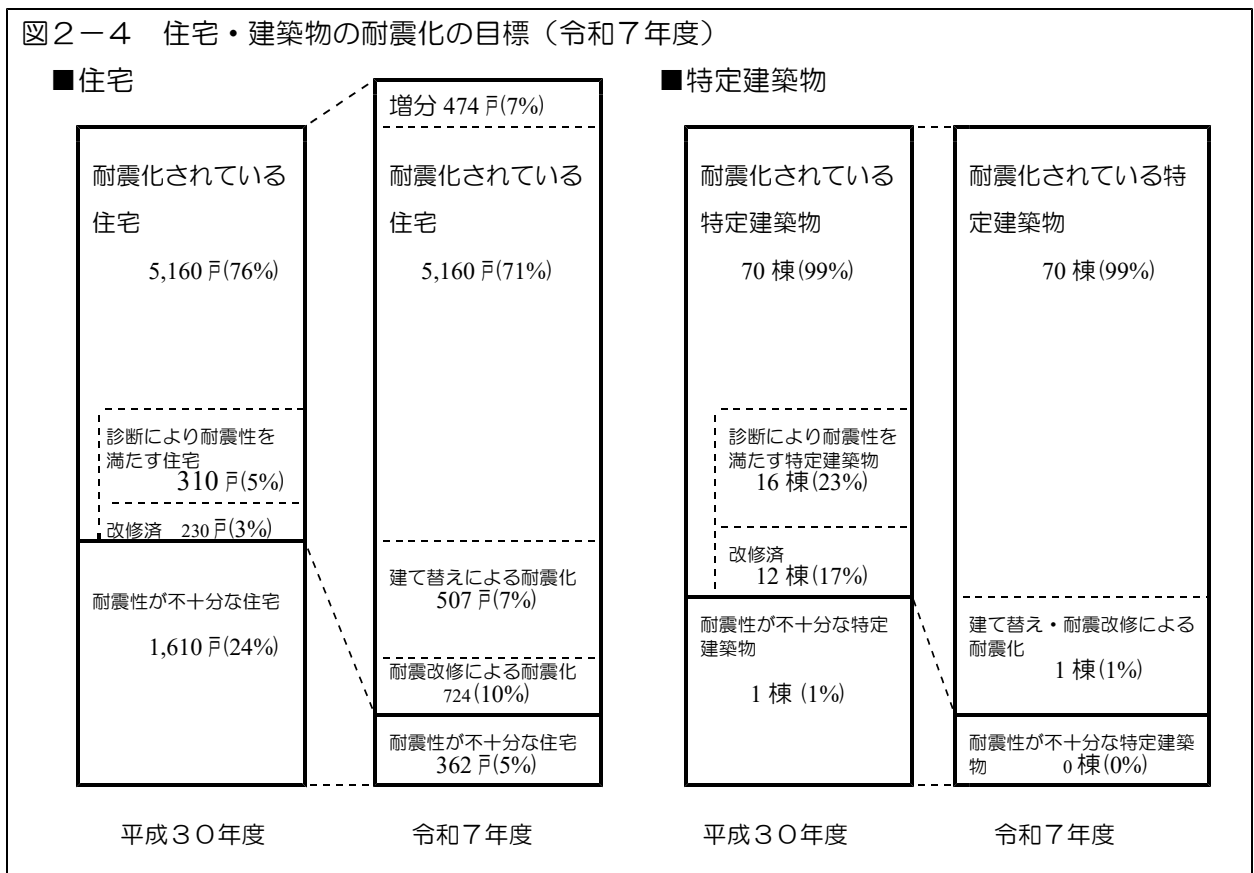 図２－４　住宅・建築物の耐震化の目標（令和７年度）
■住宅
増分 474 戸(7%)
耐震化されている
住宅
5,160 戸(76%)
診断により耐震性を
満たす住宅
310 戸(5%)
改修済　230 戸(3%)
耐震性が不十分な住宅
1,610 戸(24%)
平成３０年度
耐震化されている
住宅
5,160 戸(71%)
建て替えによる耐震化
507 戸(7%)
耐震改修による耐震化
724(10%)
耐震性が不十分な住宅
362 戸(5%)
令和７年度
■特定建築物
耐震化されている
特定建築物
70 棟(99%)
診断により耐震性を
満たす特定建築物
16 棟(23%)
改修済
12 棟(17%)
耐震性が不十分な特定
建築物
1 棟 (1%)
平成３０年度
耐震化されている特
定建築物
70 棟(99%)
建て替え・耐震改修による
耐震化
1 棟(1%)
耐震性が不十分な特定建築
物　0 棟(0%)
令和７年度